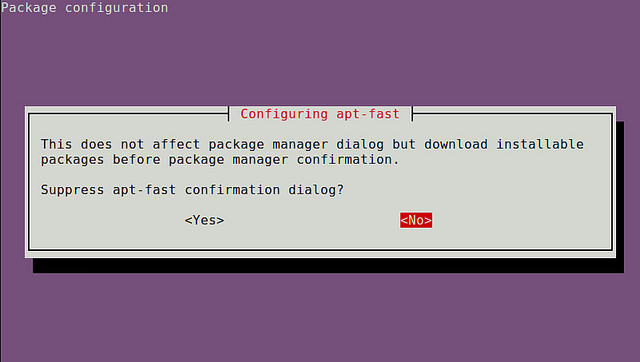 Package configuration
Configuring apt-fast
This does not affect package manager dialog but download installable
packages before package manager confirmation.
Suppress apt-fast confirmation dialog?
<Yes> <No>